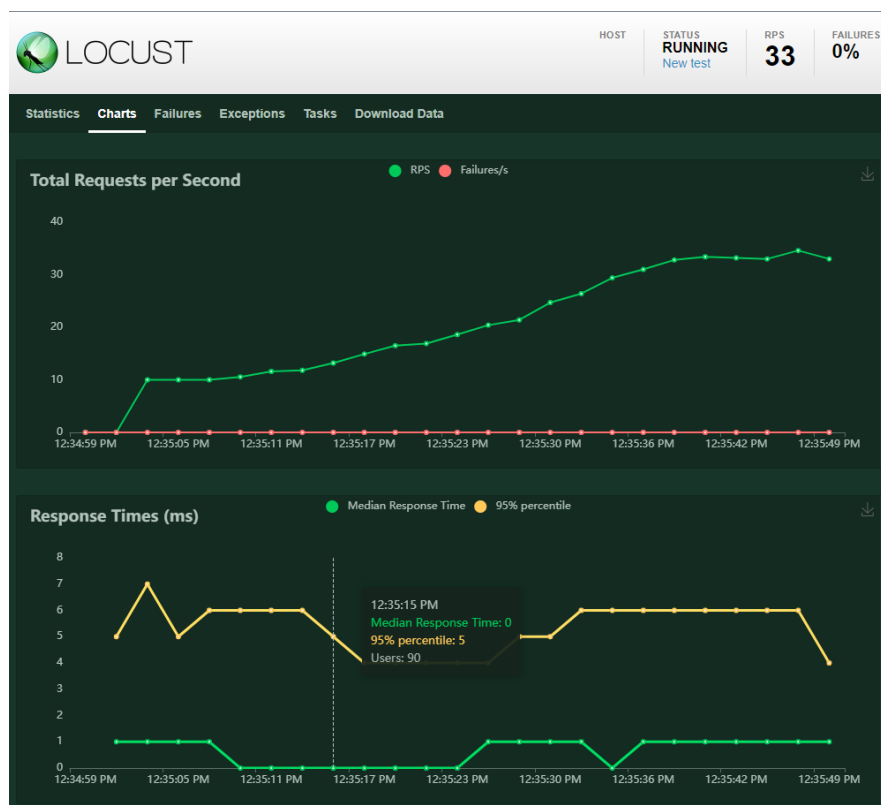 LOCUST
HOST
STATUS
RUNNING
New test
RPS
33
FAILURES
0%
Statistics Charts Failures Exceptions Tasks Download Data
Total Requests per Second
RPS Failures/s
40
30
20
10
0
12:34:59 PM 12:35:05 PM 12:35:11 PM 12:35:17 PM 12:35:23 PM 12:35:30 PM 12:35:36 PM 12:35:42 PM 12:35:49 PM
Response Times (ms)
Median Response Time 95% percentile
8
7
6
5
4
3
2
1
0
12:35:15 PM
Median Response Time: 0
95% percentile: 5
Users: 90
12:34:59 PM 12:35:05 PM 12:35:11 PM 12:35:17 PM 12:35:23 PM 12:35:30 PM 12:35:36 PM 12:35:42 PM 12:35:49 PM